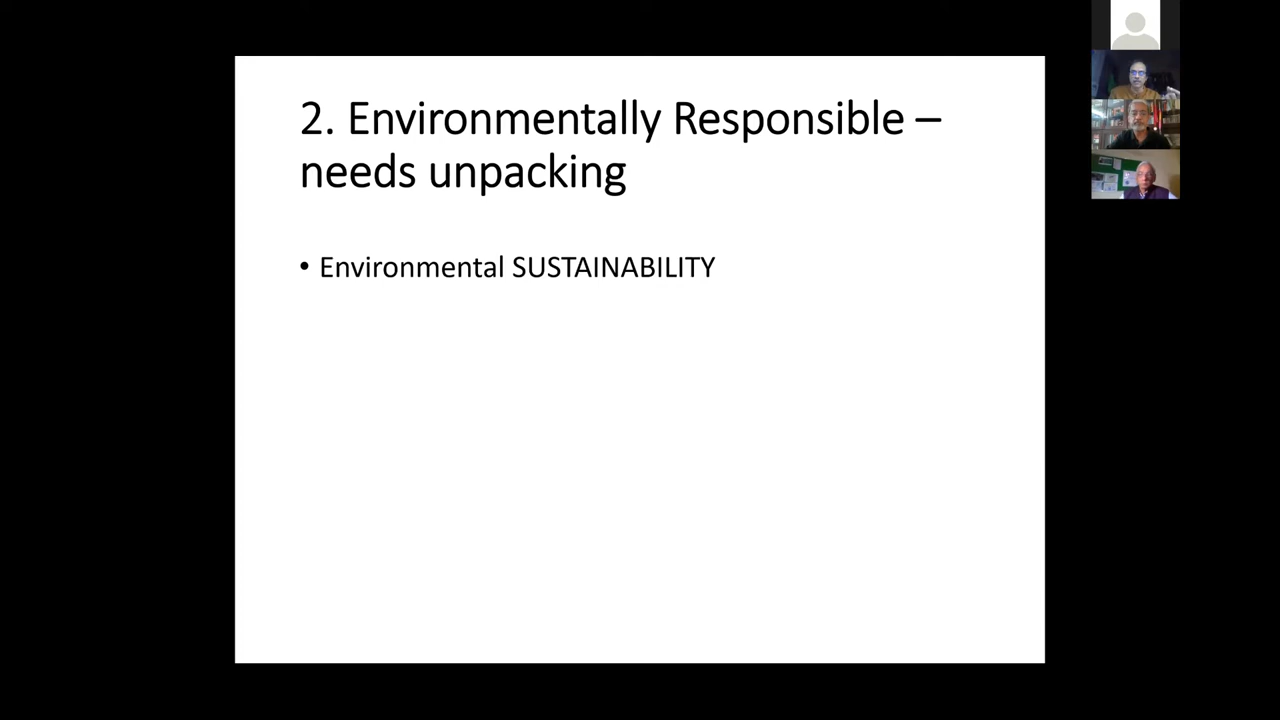 2. Environmentally Responsible –
needs unpacking
• Environmental SUSTAINABILITY